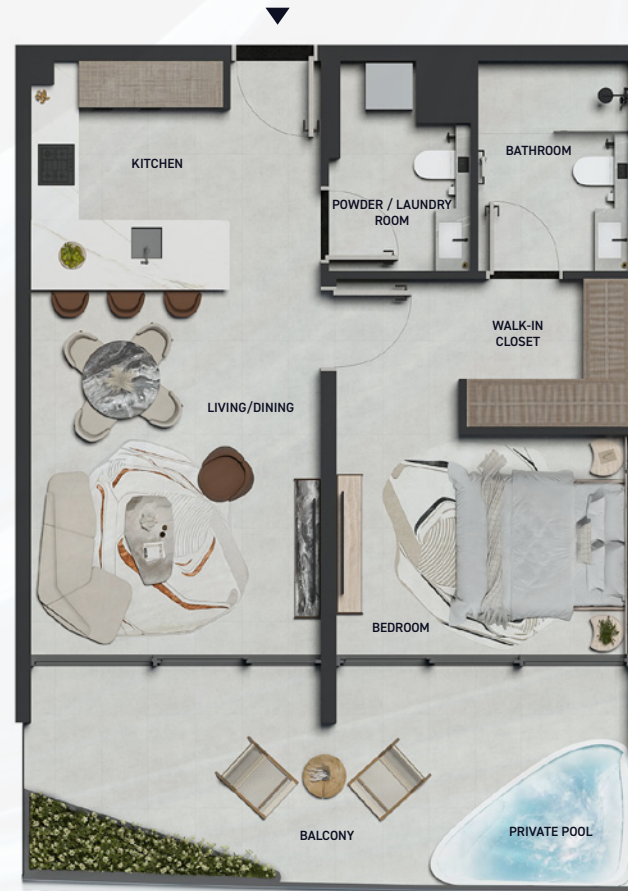 KITCHEN
BATHROOM
POWDER / LAUNDRY
ROOM
WALK-IN
CLOSET
LIVING/DINING
BEDROOM
BALCONY
PRIVATE POOL